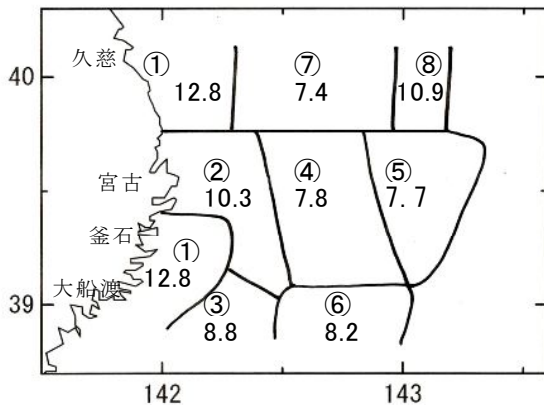 久慈 ① ⑦ ⑧
40
12.8 7.4 10.9
宮古 ② ④ ⑤
10.3 7.8 7.7
釜石 ①
大船渡 12.8
39 ③ ⑥
8.8 8.2
142 143